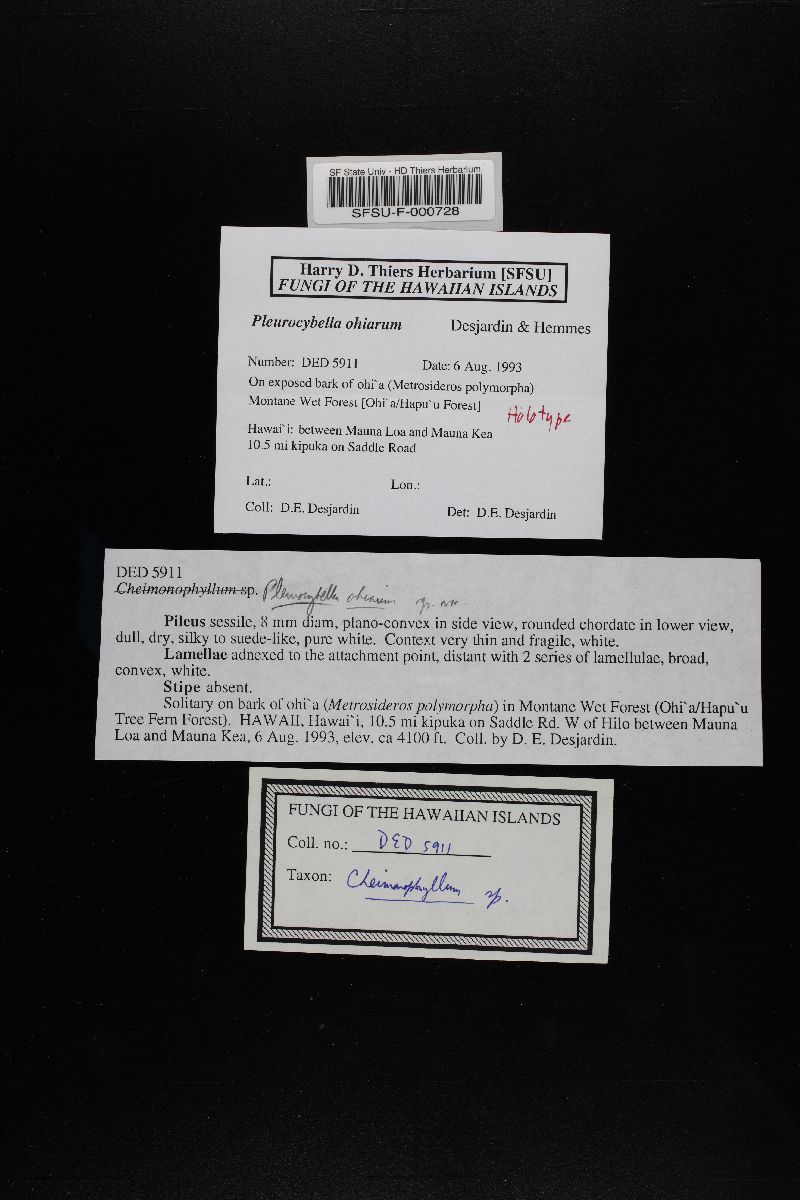 SF State Univ - HD Thiers Herbarium
SFSU-F-000728
Harry D. Thiers Herbarium [SFSU]
FUNGI OF THE HAWAIIAN ISLANDS
Pleurocybella ohiarum Desjardin & Hemmes
Number: DED 5911 Date: 6 Aug. 1993
On exposed bark of ohi`a (Metrosideros polymorpha)
Montane Wet Forest [Ohi`a/Hapu`u Forest]
Holotype
Hawai`i: between Mauna Loa and Mauna Kea
10.5 mi kipuka on Saddle Road
Lat.: Lon.:
Coll: D.E. Desjardin Det: D.E. Desjardin
DED 5911
Cheimonophyllum sp. Pleurocybella ohiarum sp. nov.
Pileus sessile, 8 mm diam, plano-convex in side view, rounded chordate in lower view,
dull, dry, silky to suede-like, pure white. Context very thin and fragile, white.
Lamellae adnexed to the attachment point, distant with 2 series of lamellulae, broad,
convex, white.
Stipe absent.
Solitary on bark of ohi`a (Metrosideros polymorpha) in Montane Wet Forest (Ohi`a/Hapu`u
Tree Fern Forest). HAWAII, Hawai`i, 10.5 mi kipuka on Saddle Rd. W of Hilo between Mauna
Loa and Mauna Kea, 6 Aug. 1993, elev. ca 4100 ft. Coll. by D. E. Desjardin.
FUNGI OF THE HAWAIIAN ISLANDS
Coll. no.: DED 5911
Taxon: Cheimonophyllum sp.